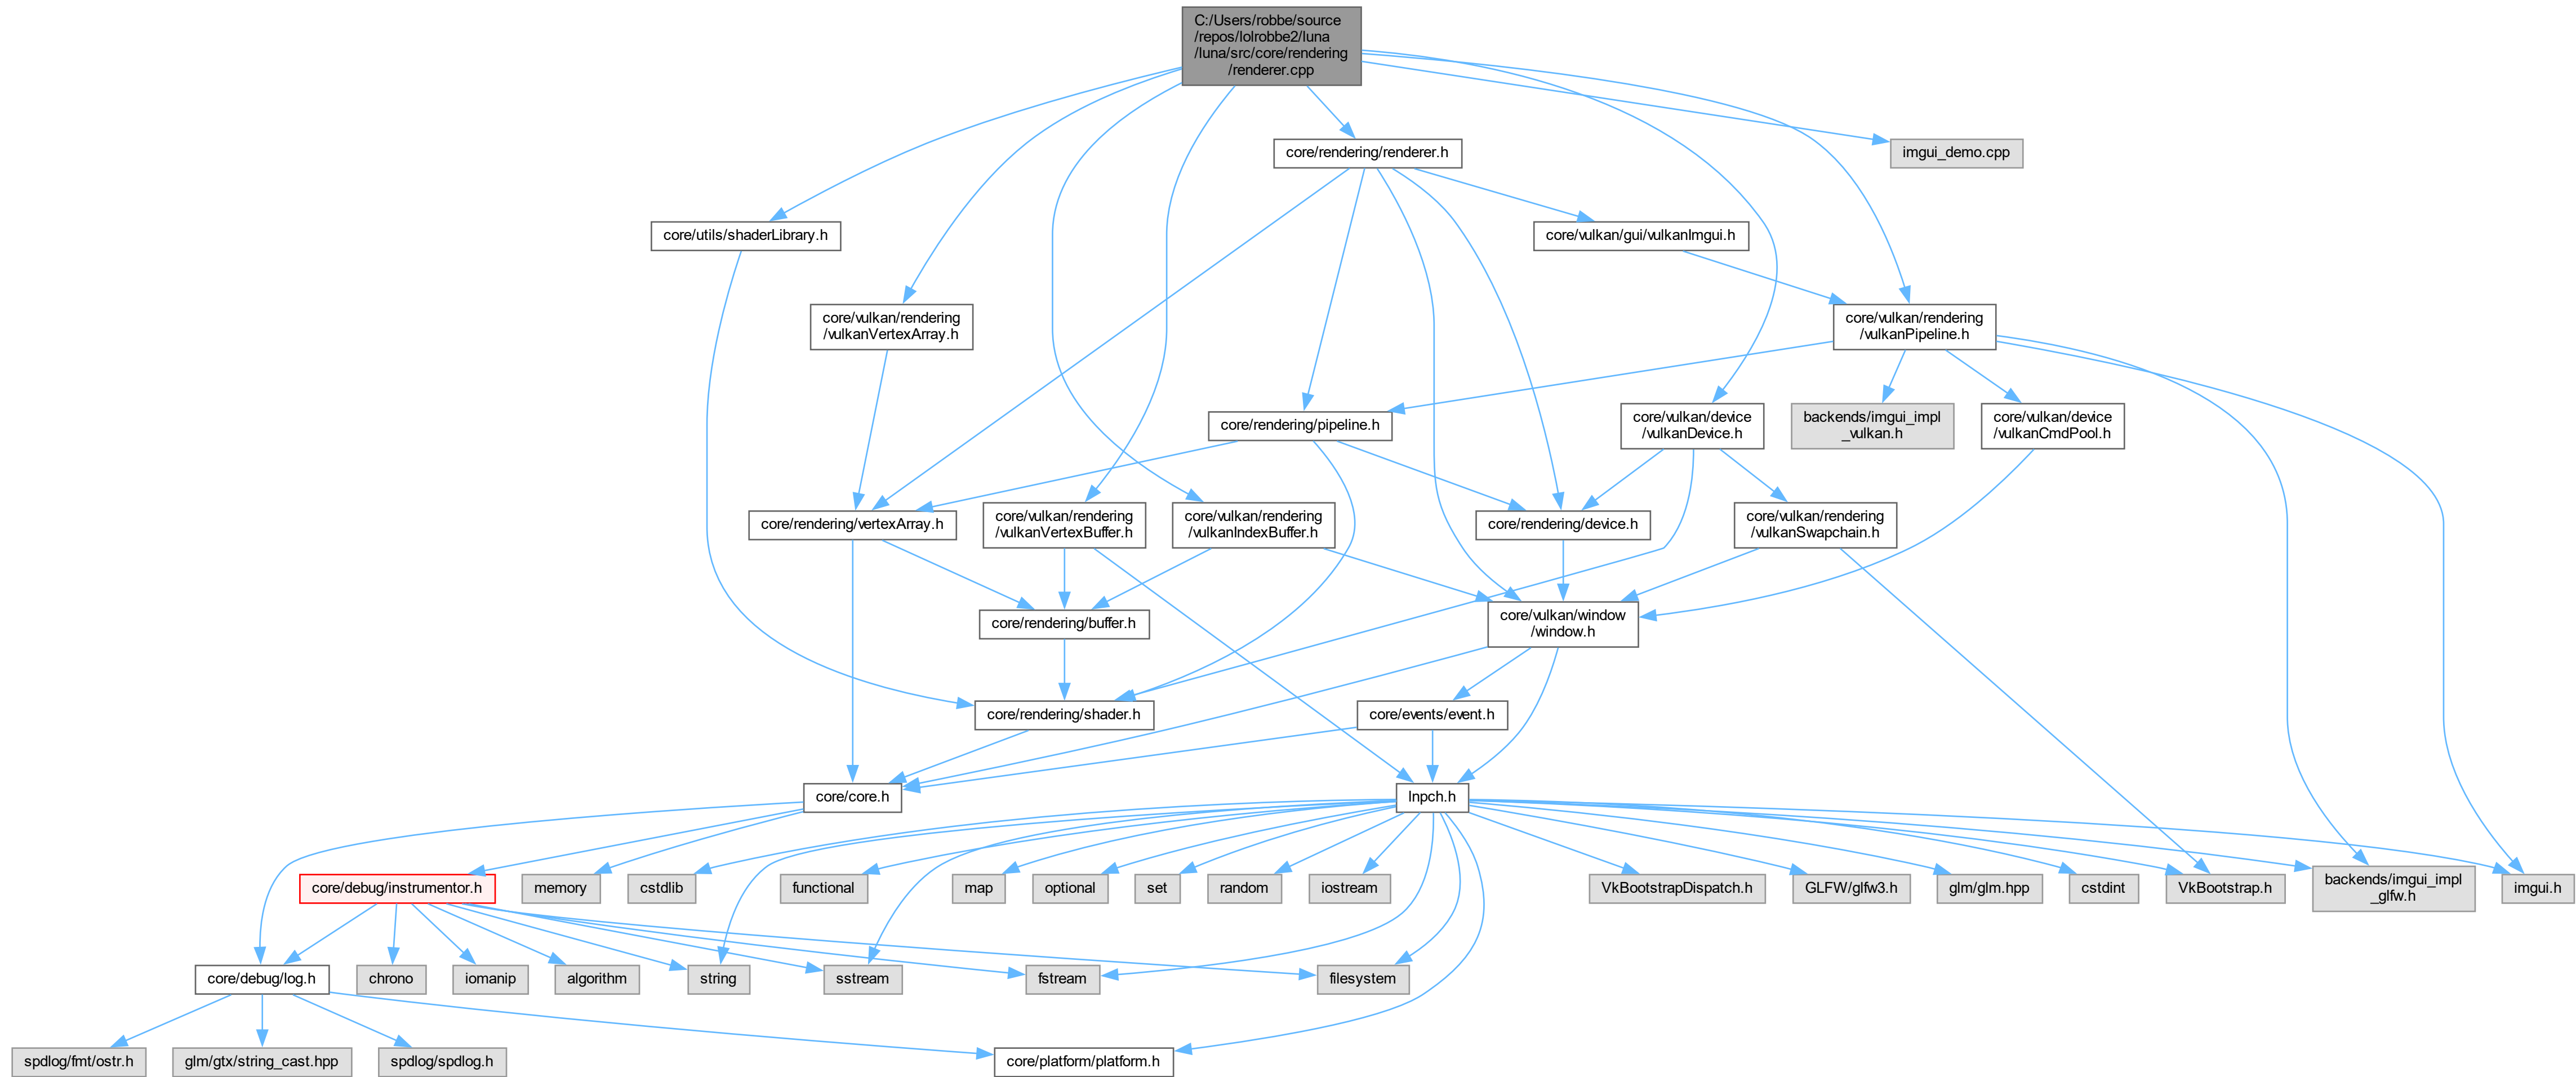 C:/Users/robbe/source
/repos/lolrobbe2/luna
/luna/src/core/rendering
/renderer.cpp
core/rendering/renderer.h
imgui_demo.cpp
core/utils/shaderLibrary.h
core/vulkan/gui/vulkanImgui.h
core/vulkan/rendering
/vulkanVertexArray.h
core/vulkan/rendering
/vulkanPipeline.h
core/rendering/pipeline.h
core/vulkan/device
/vulkanDevice.h
backends/imgui_impl
_vulkan.h
core/vulkan/device
/vulkanCmdPool.h
core/rendering/vertexArray.h
core/vulkan/rendering
/vulkanVertexBuffer.h
core/vulkan/rendering
/vulkanIndexBuffer.h
core/rendering/device.h
core/vulkan/rendering
/vulkanSwapchain.h
core/rendering/buffer.h
core/vulkan/window
/window.h
core/rendering/shader.h
core/events/event.h
core/core.h
lnpch.h
core/debug/instrumentor.h
memory
cstdlib
functional
map
optional
set
random
iostream
VkBootstrapDispatch.h
GLFW/glfw3.h
glm/glm.hpp
cstdint
VkBootstrap.h
backends/imgui_impl
_glfw.h
imgui.h
core/debug/log.h
chrono
iomanip
algorithm
string
sstream
fstream
filesystem
spdlog/fmt/ostr.h
glm/gtx/string_cast.hpp
spdlog/spdlog.h
core/platform/platform.h